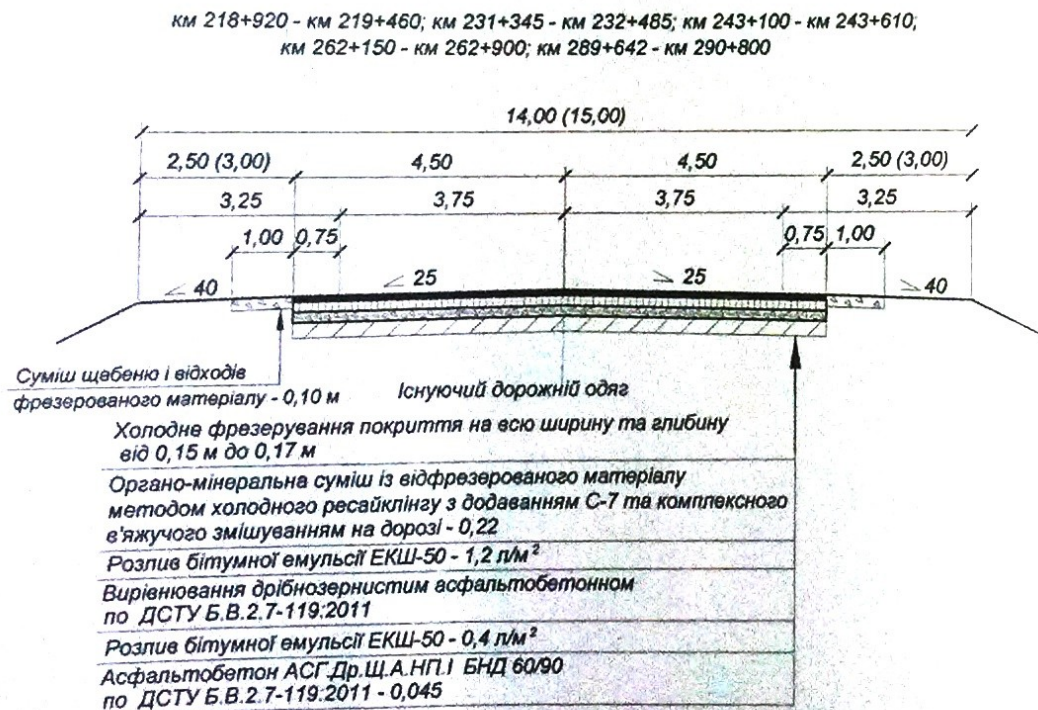 км 218+920 - км 219+460; км 231+345 - км 232+485; км 243+100 - км 243+610;
км 262+150 - км 262+900; км 289+642 - км 290+800
14,00 (15,00)
2,50 (3,00) 4,50 4,50 2,50 (3,00)
3,25 3,75 3,75 3,25
1,00 0,75 0,75 1,00
40 25 25 40
Суміш щебеню і відходів
фрезерованого матеріалу - 0,10 м
Існуючий дорожній одяг
Холодне фрезерування покриття на всю ширину та глибину
від 0,15 м до 0,17 м
Органо-мінеральна суміш із відфрезерованого матеріалу
методом холодного ресайклінгу з додаванням С-7 та комплексного
в'яжучого змішуванням на дорозі - 0,22
Розлив бітумної емульсії ЕКШ-50 - 1,2 л/м²
Вирівнювання дрібнозернистим асфальтобетонном
по ДСТУ Б.В.2.7-119:2011
Розлив бітумної емульсії ЕКШ-50 - 0,4 л/м²
Асфальтобетон АСГ.Др.Щ.А.НП.І БНД 60/90
по ДСТУ Б.В.2.7-119:2011 - 0,045